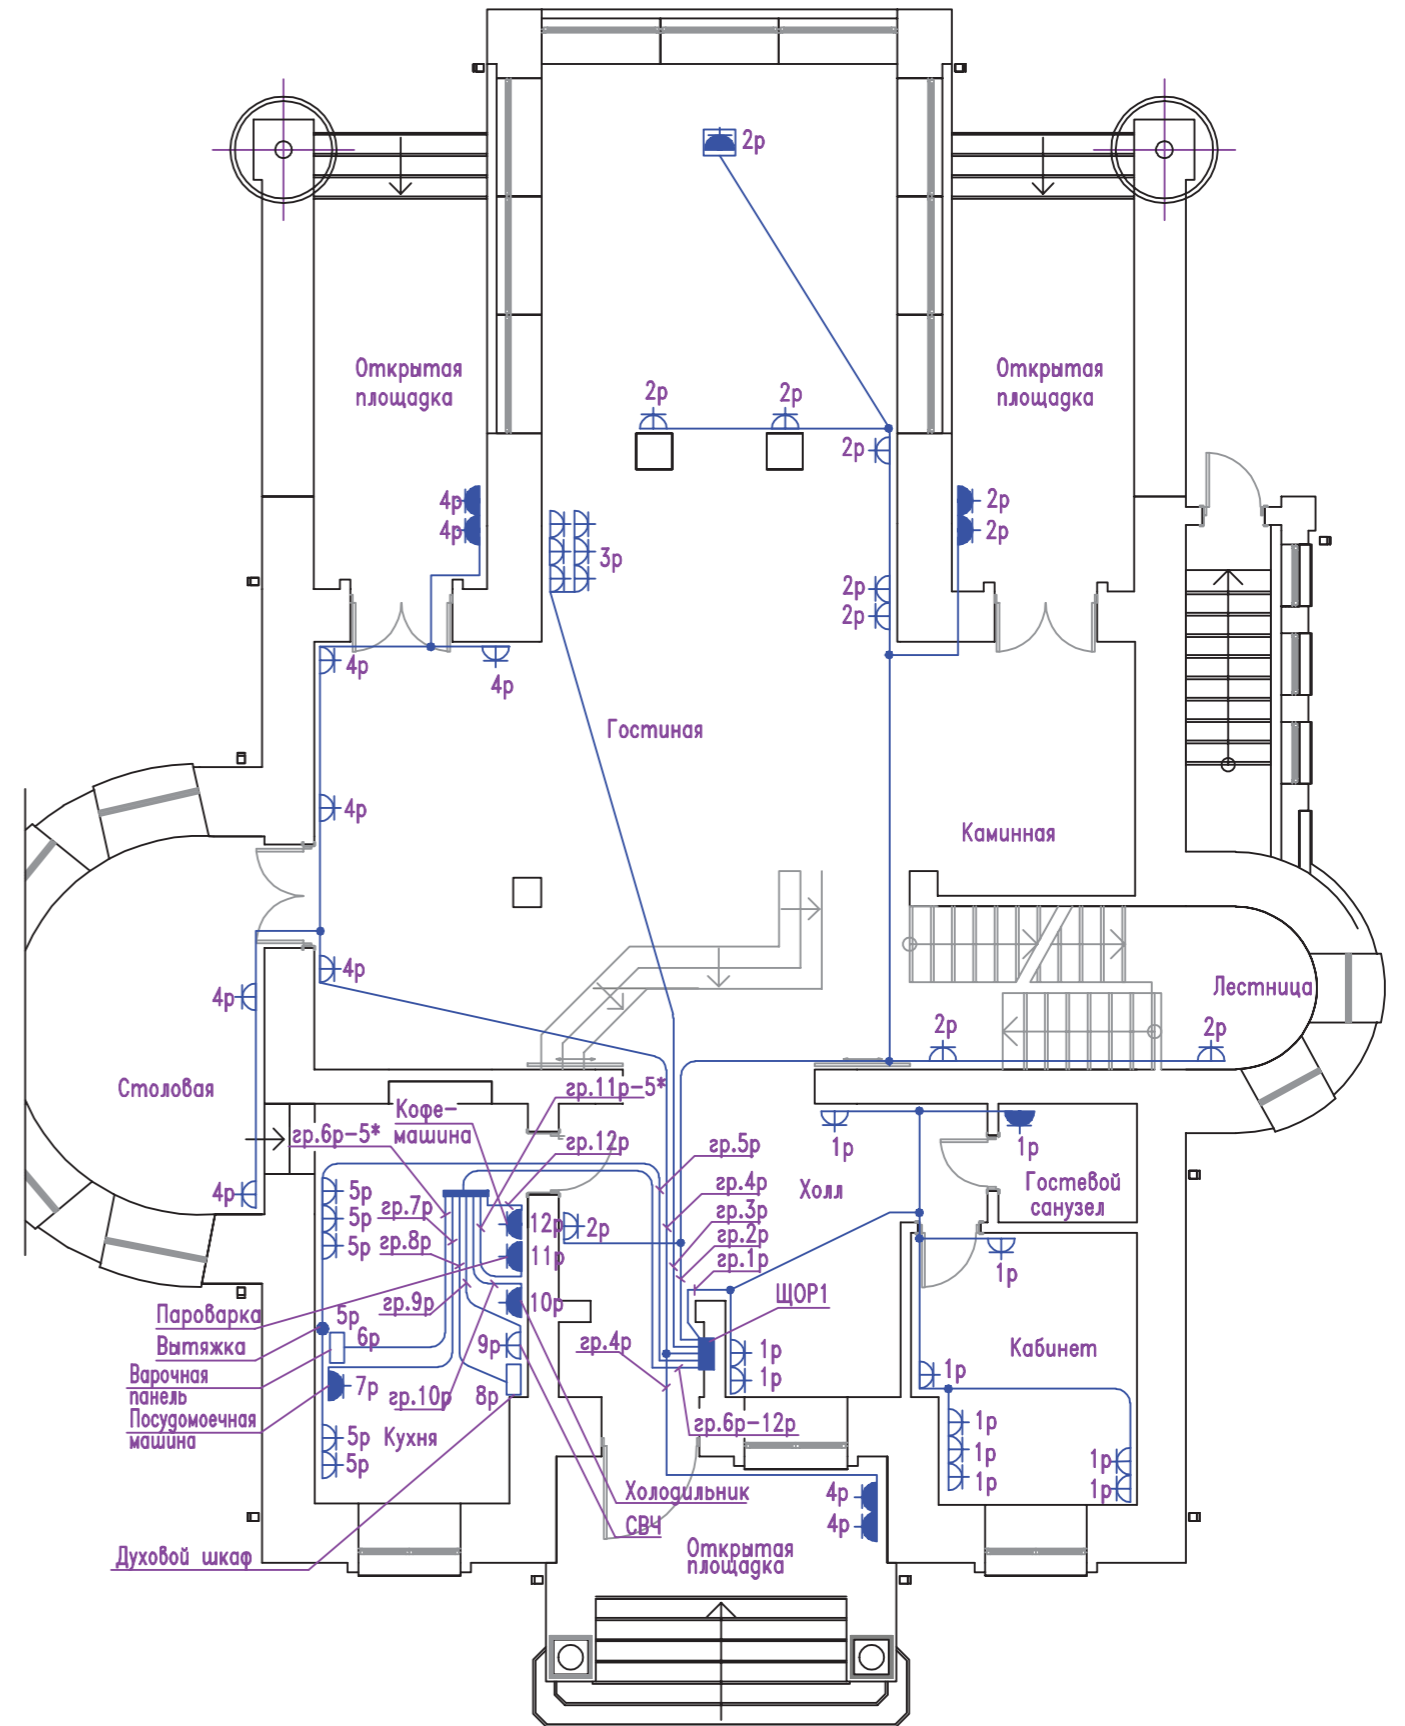 2р
Открытая
площадка
Открытая
площадка
2р
2р
2р
4р
4р
3р
2р
2р
2р
2р
4р
4р
Гостиная
4р
Каминная
4р
4р
Лестница
2р
2р
Столовая
гр.11р-5*
Кофе-
машина
гр.6р-5*
гр.12р
гр.5р
1р
1р
Холл
Гостевой
санузел
5р
5р
5р
4р
гр.7р
гр.8р
гр.9р
12р
11р
10р
9р
8р
2р
гр.4р
гр.3р
гр.2р
гр.1р
1р
ЩОР1
Пароварка
Вытяжка
Варочная
панель
Посудомоечная
машина
5р
6р
7р
гр.10р
гр.4р
1р
1р
Кабинет
1р
гр.6р-12р
5р
5р
Кухня
1р
1р
1р
1р
1р
Холодильник
СВЧ
4р
4р
Духовой шкаф
Открытая
площадка